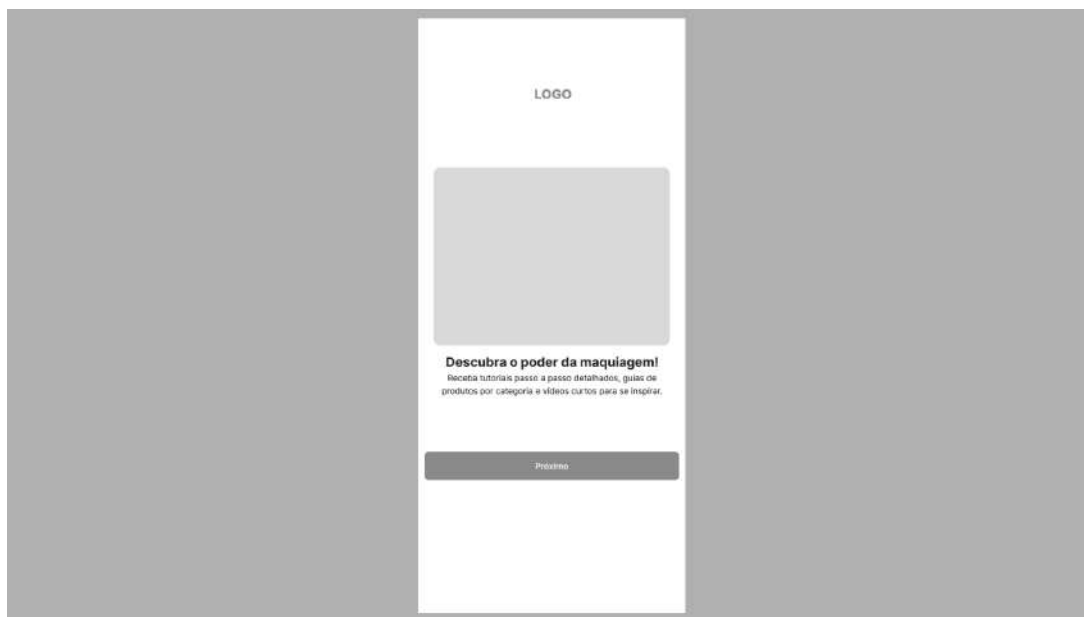 LOGO
Descubra o poder da maquiagem!
Receba tutoriais passo a passo detalhados, guias de
produtos por categoria e vídeos curtos para se inspirar.
Próximo